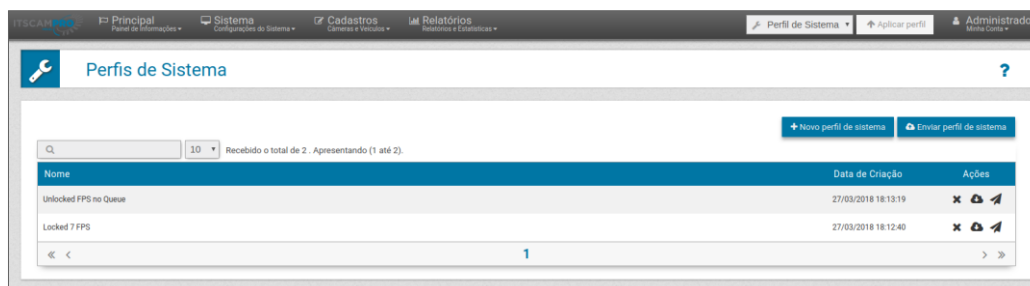 ITSCAMPRO
Principal
Painel de Informações
Sistema
Configurações do Sistema
Cadastros
Câmeras e Veículos
Relatórios
Relatórios e Estatísticas
Perfil de Sistema
Aplicar perfil
Administrado
Minha Conta
Perfis de Sistema
?
+ Novo perfil de sistema
Enviar perfil de sistema
10 Recebido o total de 2 . Apresentando (1 até 2).
Nome Data de Criação Ações
Unlocked FPS no Queue 27/03/2018 18:13:19
Locked 7 FPS 27/03/2018 18:12:40
« < 1 > »